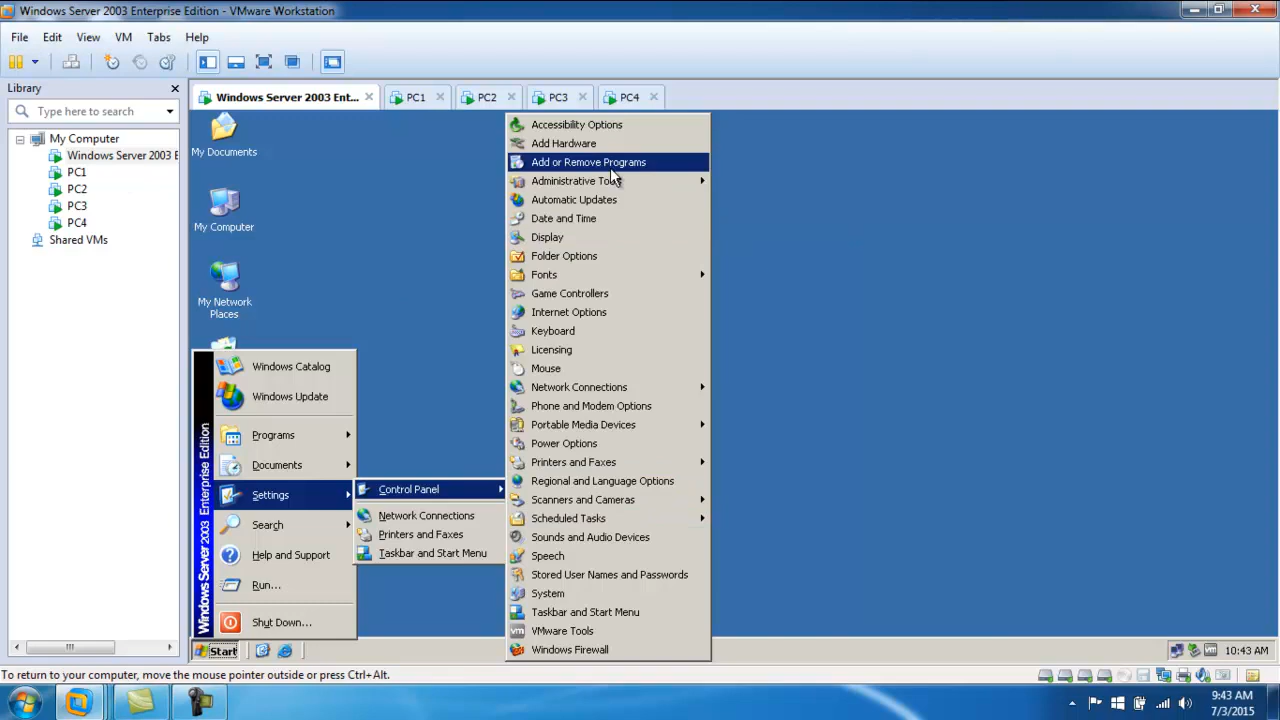 Windows Server 2003 Enterprise Edition - VMware Workstation
File Edit View VM Tabs Help
Library
Type here to search
My Computer
Windows Server 2003 E
PC1
PC2
PC3
PC4
Shared VMs
Windows Server 2003 Ent...
PC1
PC2
PC3
PC4
My Documents
My Computer
My Network
Places
Windows Server 2003 Enterprise Edition
Windows Catalog
Windows Update
Programs
Documents
Settings
Search
Help and Support
Run...
Shut Down...
Control Panel
Network Connections
Printers and Faxes
Taskbar and Start Menu
Accessibility Options
Add Hardware
Add or Remove Programs
Administrative Tools
Automatic Updates
Date and Time
Display
Folder Options
Fonts
Game Controllers
Internet Options
Keyboard
Licensing
Mouse
Network Connections
Phone and Modem Options
Portable Media Devices
Power Options
Printers and Faxes
Regional and Language Options
Scanners and Cameras
Scheduled Tasks
Sounds and Audio Devices
Speech
Stored User Names and Passwords
System
Taskbar and Start Menu
vm VMware Tools
Windows Firewall
Start
10:43 AM
To return to your computer, move the mouse pointer outside or press Ctrl+Alt.
9:43 AM
7/3/2015